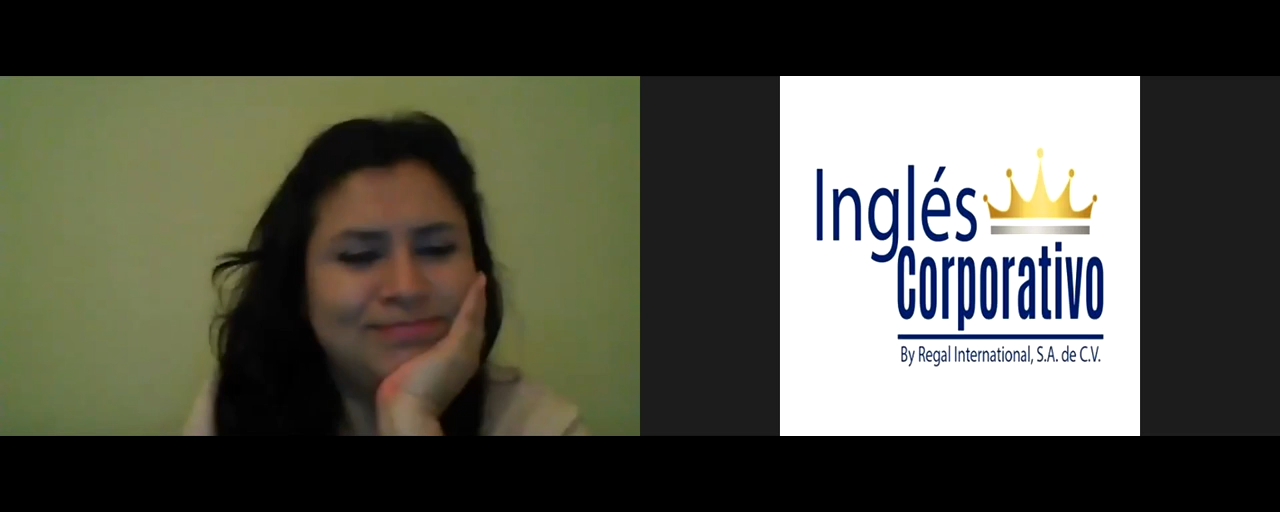 Inglés
Corporativo
By Regal International, S.A. de C.V.